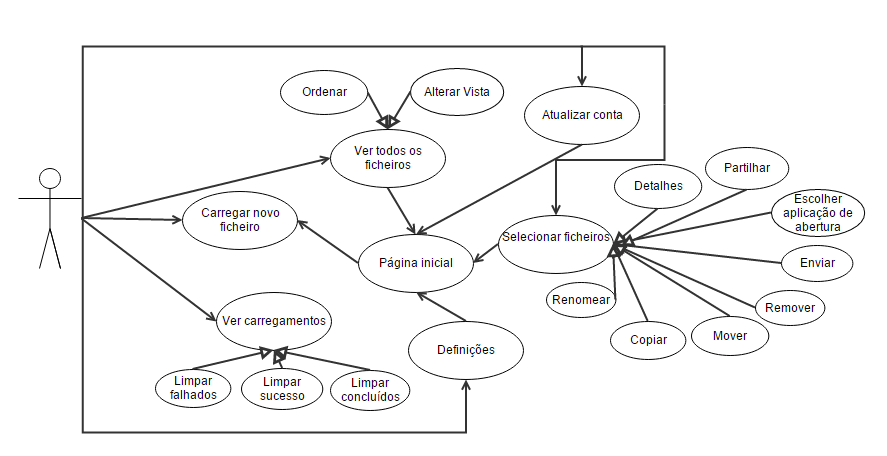 Ordenar
Alterar Vista
Atualizar conta
Ver todos os
ficheiros
Partilhar
Detalhes
Escolher
aplicação de
abertura
Carregar novo
ficheiro
Selecionar ficheiros
Página inicial
Enviar
Renomear
Remover
Ver carregamentos
Mover
Copiar
Definições
Limpar
falhados
Limpar
sucesso
Limpar
concluídos